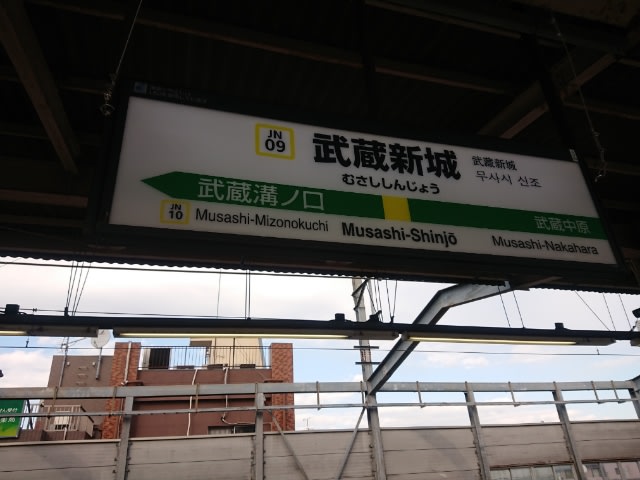 JN
09
武蔵新城
むさししんじょう
武蔵新城
무사시 신조
武蔵溝ノ口
武蔵中原
JN
10
Musashi-Mizonokuchi
Musashi-Shinjō
Musashi-Nakahara